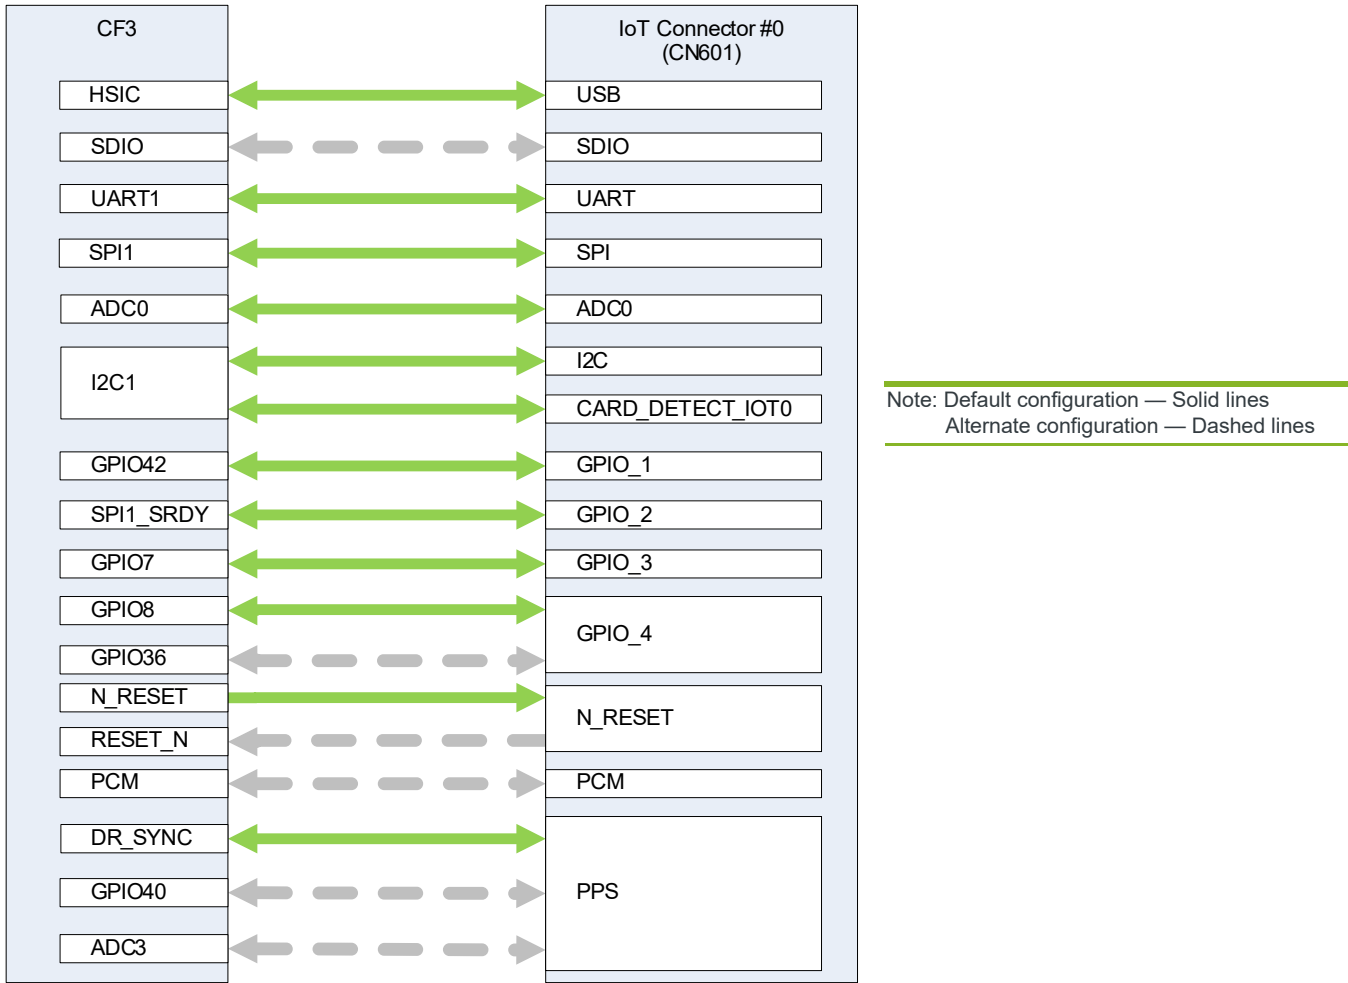 CF3
IoT Connector #0
(CN601)
HSIC
USB
SDIO
SDIO
UART1
UART
SPI1
SPI
ADC0
ADC0
I2C1
I2C
CARD_DETECT_IOT0
Note: Default configuration — Solid lines
Alternate configuration — Dashed lines
GPIO42
GPIO_1
SPI1_SRDY
GPIO_2
GPIO7
GPIO_3
GPIO8
GPIO_4
GPIO36
N_RESET
N_RESET
RESET_N
PCM
PCM
DR_SYNC
GPIO40
PPS
ADC3